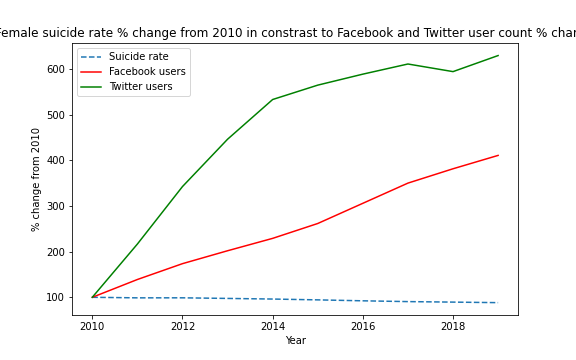 Female suicide rate % change from 2010 in constrast to Facebook and Twitter user count % chan
Suicide rate
Facebook users
Twitter users
600
500
400
300
200
100
% change from 2010
2010 2012 2014 2016 2018
Year